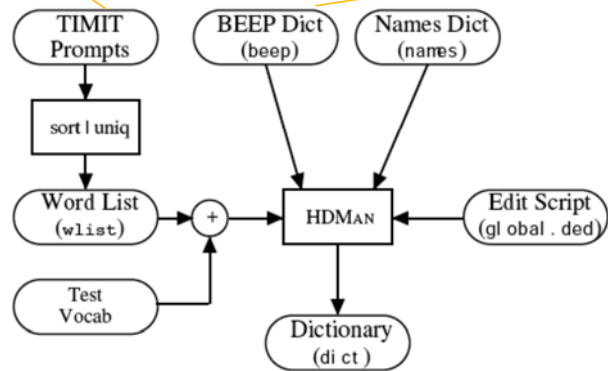 TIMIT
Prompts
BEEP Dict
(beep)
Names Dict
(names)
sort | uniq
Word List
(wlist)
+
HDMAN
Edit Script
(global.ded)
Test
Vocab
Dictionary
(dict)